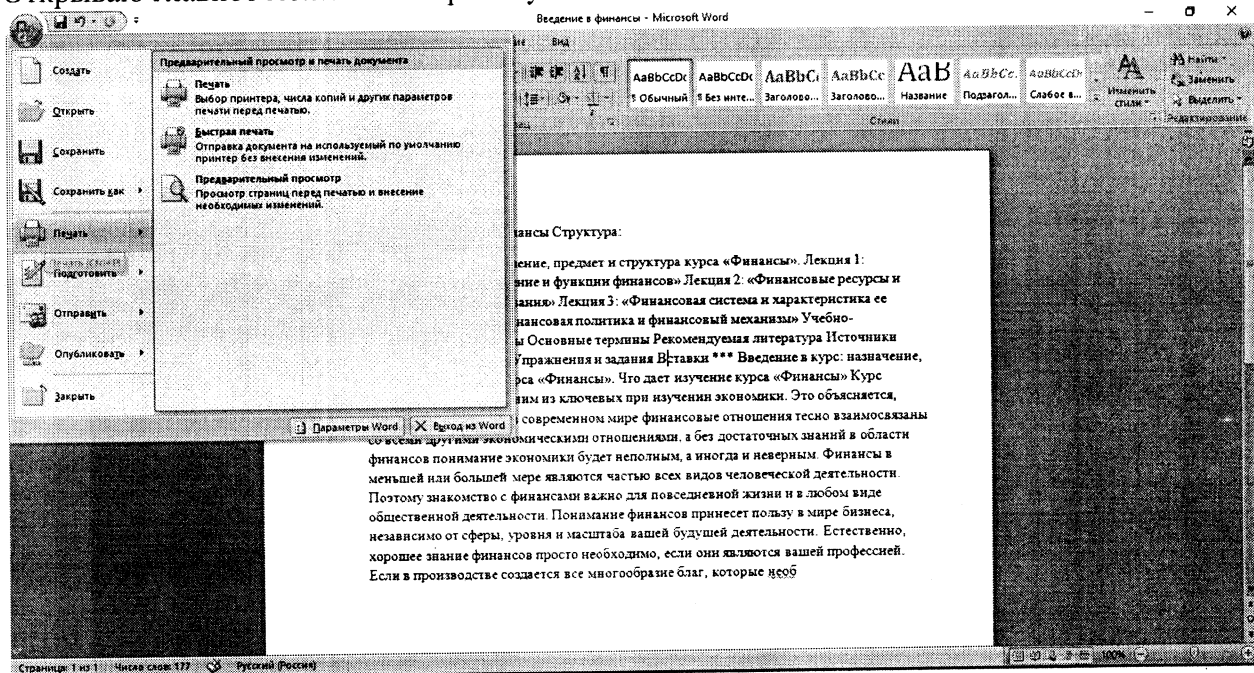 Введение в финансы - Microsoft Word
Вид
Создать
Открыть
Сохранить
Сохранить как
Печать
Подготовить
Отправить
Опубликовать
Закрыть
Предварительный просмотр и печать документа
Печать
Выбор принтера, числа копий и других параметров
печати перед печатью.
Быстрая печать
Отправка документа на используемый по умолчанию
принтер без внесения изменений.
Предварительный просмотр
Просмотр страниц перед печатью и внесение
необходимых изменений.
Параметры Word
Выход из Word
AaBbCcDc AaBbCcDc AaBbCc AaBbCc AaB AaBbCc. AaBbCcDc
¶ Обычный ¶ Без инте... Заголово... Заголово... Название Подзагол... Слабое в...
Изменить
стили
Стили
Найти
Заменить
Выделить
Редактирование
ансы Структура:
ение, предмет и структура курса «Финансы». Лекция 1:
ние и функции финансов» Лекция 2: «Финансовые ресурсы и
вания» Лекция 3: «Финансовая система и характеристика ее
нансовая политика и финансовый механизм» Учебно-
ы Основные термины Рекомендуемая литература Источники
Упражнения и задания Вставки *** Введение в курс: назначение,
рса «Финансы». Что дает изучение курса «Финансы» Курс
ним из ключевых при изучении экономики. Это объясняется,
современном мире финансовые отношения тесно взаимосвязаны
со всеми другими экономическими отношениями, а без достаточных знаний в области
финансов понимание экономики будет неполным, а иногда и неверным. Финансы в
меньшей или большей мере являются частью всех видов человеческой деятельности.
Поэтому знакомство с финансами важно для повседневной жизни и в любом виде
общественной деятельности. Понимание финансов принесет пользу в мире бизнеса,
независимо от сферы, уровня и масштаба вашей будущей деятельности. Естественно,
хорошее знание финансов просто необходимо, если они являются вашей профессией.
Если в производстве создается все многообразие благ, которые необ
Страница: 1 из 1 Число слов: 177 Русский (Россия) 100%